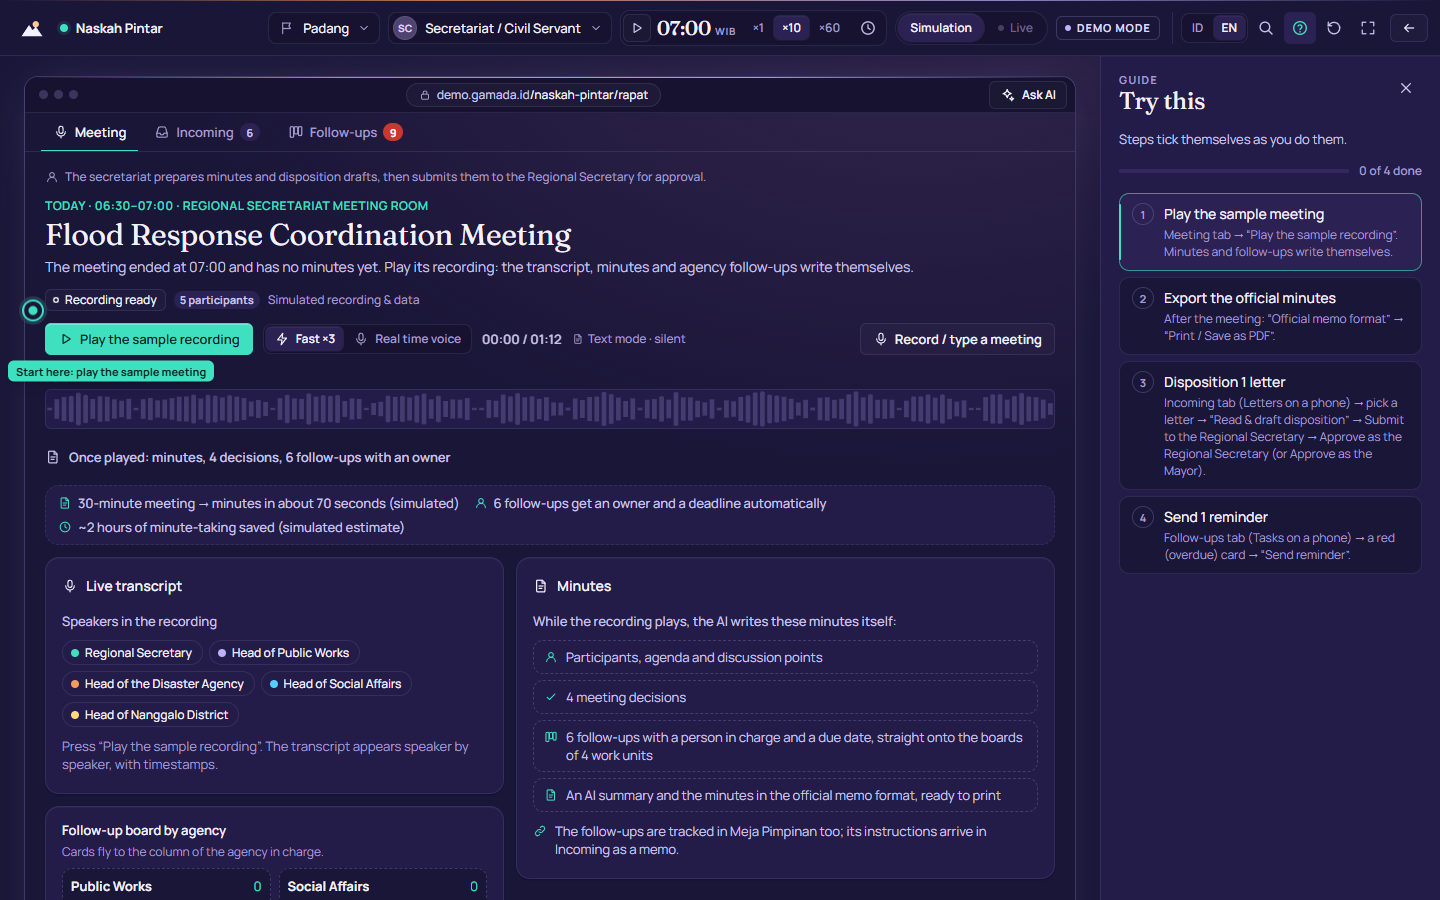 Naskah Pintar
Padang
SC Secretariat / Civil Servant
07:00 WIB ×1 ×10 ×60
Simulation Live
DEMO MODE
ID EN
demo.gamada.id/naskah-pintar/rapat
Ask AI
Meeting
Incoming 6
Follow-ups 9
The secretariat prepares minutes and disposition drafts, then submits them to the Regional Secretary for approval.
TODAY · 06:30–07:00 · REGIONAL SECRETARIAT MEETING ROOM
Flood Response Coordination Meeting
The meeting ended at 07:00 and has no minutes yet. Play its recording: the transcript, minutes and agency follow-ups write themselves.
Recording ready 5 participants Simulated recording & data
Play the sample recording
Fast ×3 Real time voice
00:00 / 01:12
Text mode · silent
Record / type a meeting
Start here: play the sample meeting
Once played: minutes, 4 decisions, 6 follow-ups with an owner
30-minute meeting → minutes in about 70 seconds (simulated)
6 follow-ups get an owner and a deadline automatically
~2 hours of minute-taking saved (simulated estimate)
Live transcript
Speakers in the recording
Regional Secretary
Head of Public Works
Head of the Disaster Agency
Head of Social Affairs
Head of Nanggalo District
Press “Play the sample recording”. The transcript appears speaker by
speaker, with timestamps.
Follow-up board by agency
Cards fly to the column of the agency in charge.
Public Works 0
Social Affairs 0
Minutes
While the recording plays, the AI writes these minutes itself:
Participants, agenda and discussion points
4 meeting decisions
6 follow-ups with a person in charge and a due date, straight onto the boards
of 4 work units
An AI summary and the minutes in the official memo format, ready to print
The follow-ups are tracked in Meja Pimpinan too; its instructions arrive in
Incoming as a memo.
GUIDE
Try this
Steps tick themselves as you do them.
0 of 4 done
1 Play the sample meeting
Meeting tab → “Play the sample recording”.
Minutes and follow-ups write themselves.
2 Export the official minutes
After the meeting: “Official memo format” →
“Print / Save as PDF”.
3 Disposition 1 letter
Incoming tab (Letters on a phone) → pick a
letter → “Read & draft disposition” → Submit
to the Regional Secretary → Approve as the
Regional Secretary (or Approve as the
Mayor).
4 Send 1 reminder
Follow-ups tab (Tasks on a phone) → a red
(overdue) card → “Send reminder”.